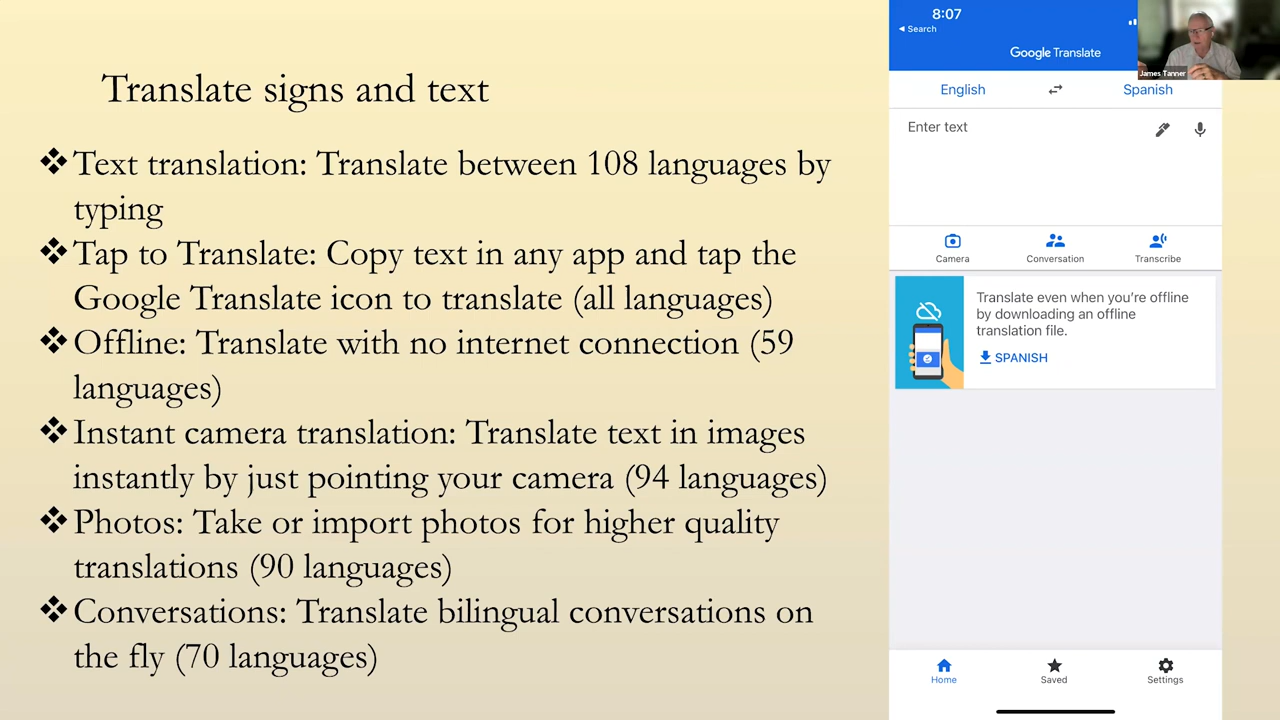 Translate signs and text
❖Text translation: Translate between 108 languages by
typing
❖Tap to Translate: Copy text in any app and tap the
Google Translate icon to translate (all languages)
❖Offline: Translate with no internet connection (59
languages)
❖Instant camera translation: Translate text in images
instantly by just pointing your camera (94 languages)
❖Photos: Take or import photos for higher quality
translations (90 languages)
❖Conversations: Translate bilingual conversations on
the fly (70 languages)
8:07
◀ Search
Google Translate
James Tanner
English
Spanish
Enter text
Camera
Conversation
Transcribe
Translate even when you’re offline
by downloading an offline
translation file.
SPANISH
Home
Saved
Settings